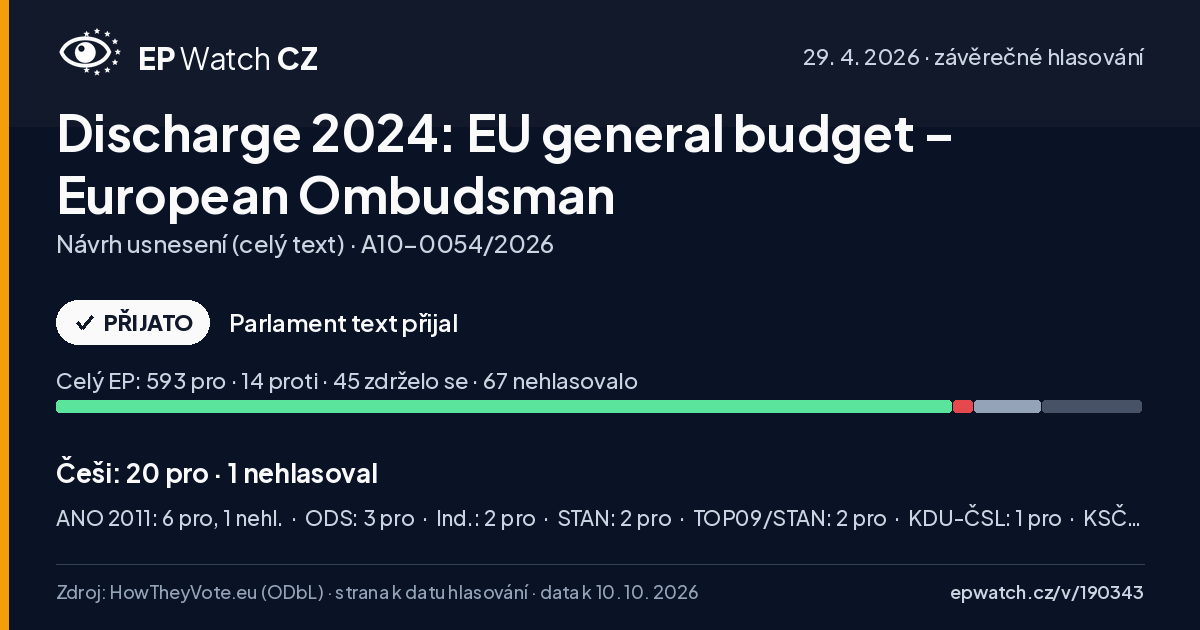 EP Watch CZ
29. 4. 2026 · závěrečné hlasování
Discharge 2024: EU general budget –
European Ombudsman
Návrh usnesení (celý text) · A10–0054/2026
✓ PŘIJATO
Parlament text přijal
Celý EP: 593 pro · 14 proti · 45 zdrželo se · 67 nehlasovalo
Češi: 20 pro · 1 nehlasoval
ANO 2011: 6 pro, 1 nehl. · ODS: 3 pro · Ind.: 2 pro · STAN: 2 pro · TOP09/STAN: 2 pro · KDU-ČSL: 1 pro · KSČ…
Zdroj: HowTheyVote.eu (ODbL) · strana k datu hlasování · data k 10. 10. 2026
epwatch.cz/v/190343